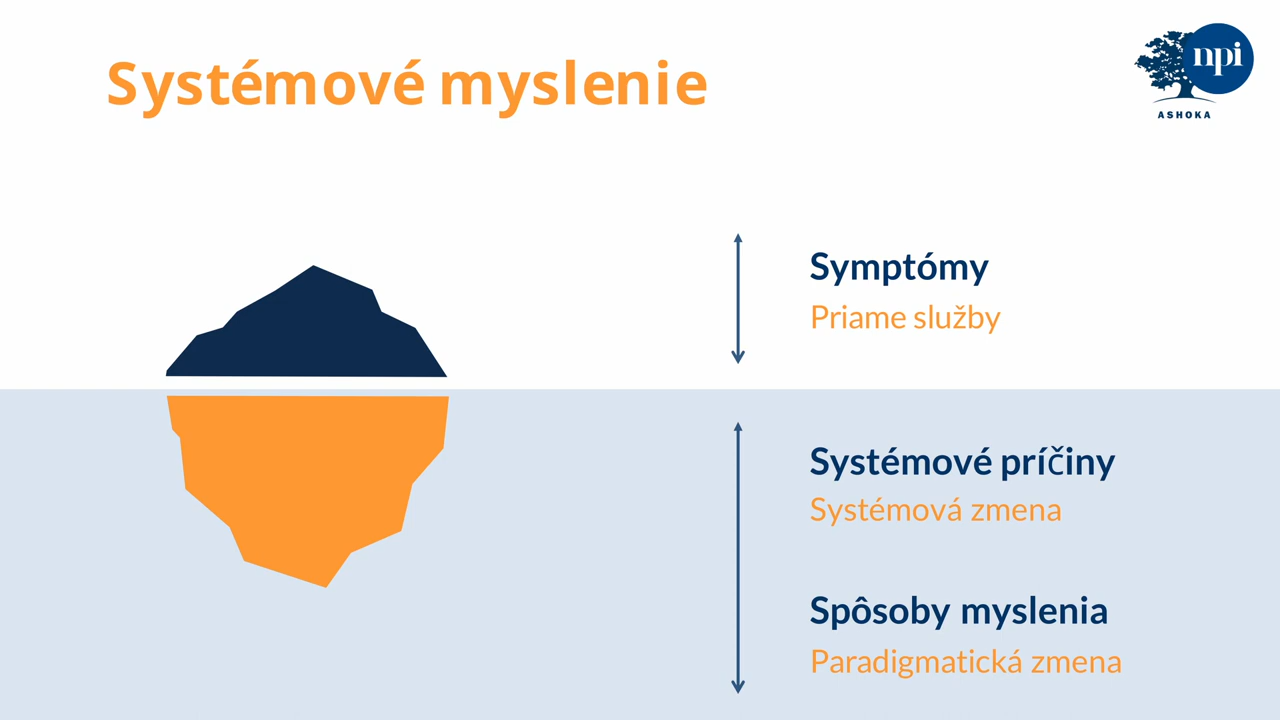 Systémové myslenie
npi
ASHOKA
Symptómy
Priame služby
Systémové príčiny
Systémová zmena
Spôsoby myslenia
Paradigmatická zmena